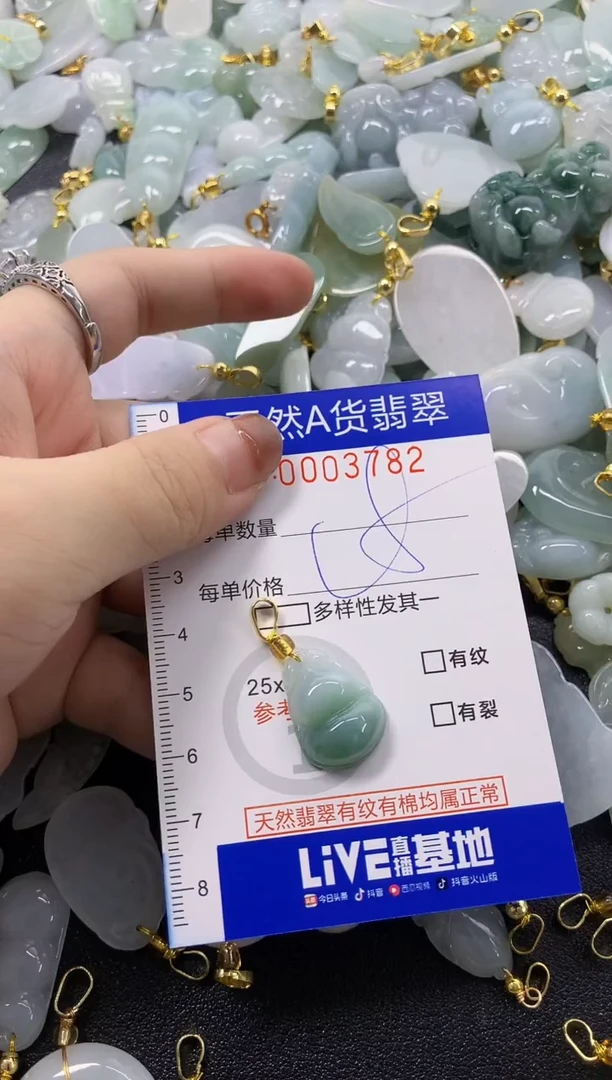 然A货翡翠
0003782
单数量
每单价格
多样性发其一
有纹
25x
参考
有裂
天然翡翠有纹有棉均属正常
LiVE直播基地
今日头条 抖音 西瓜视频 抖音火山版
0
3
4
5
6
7
8